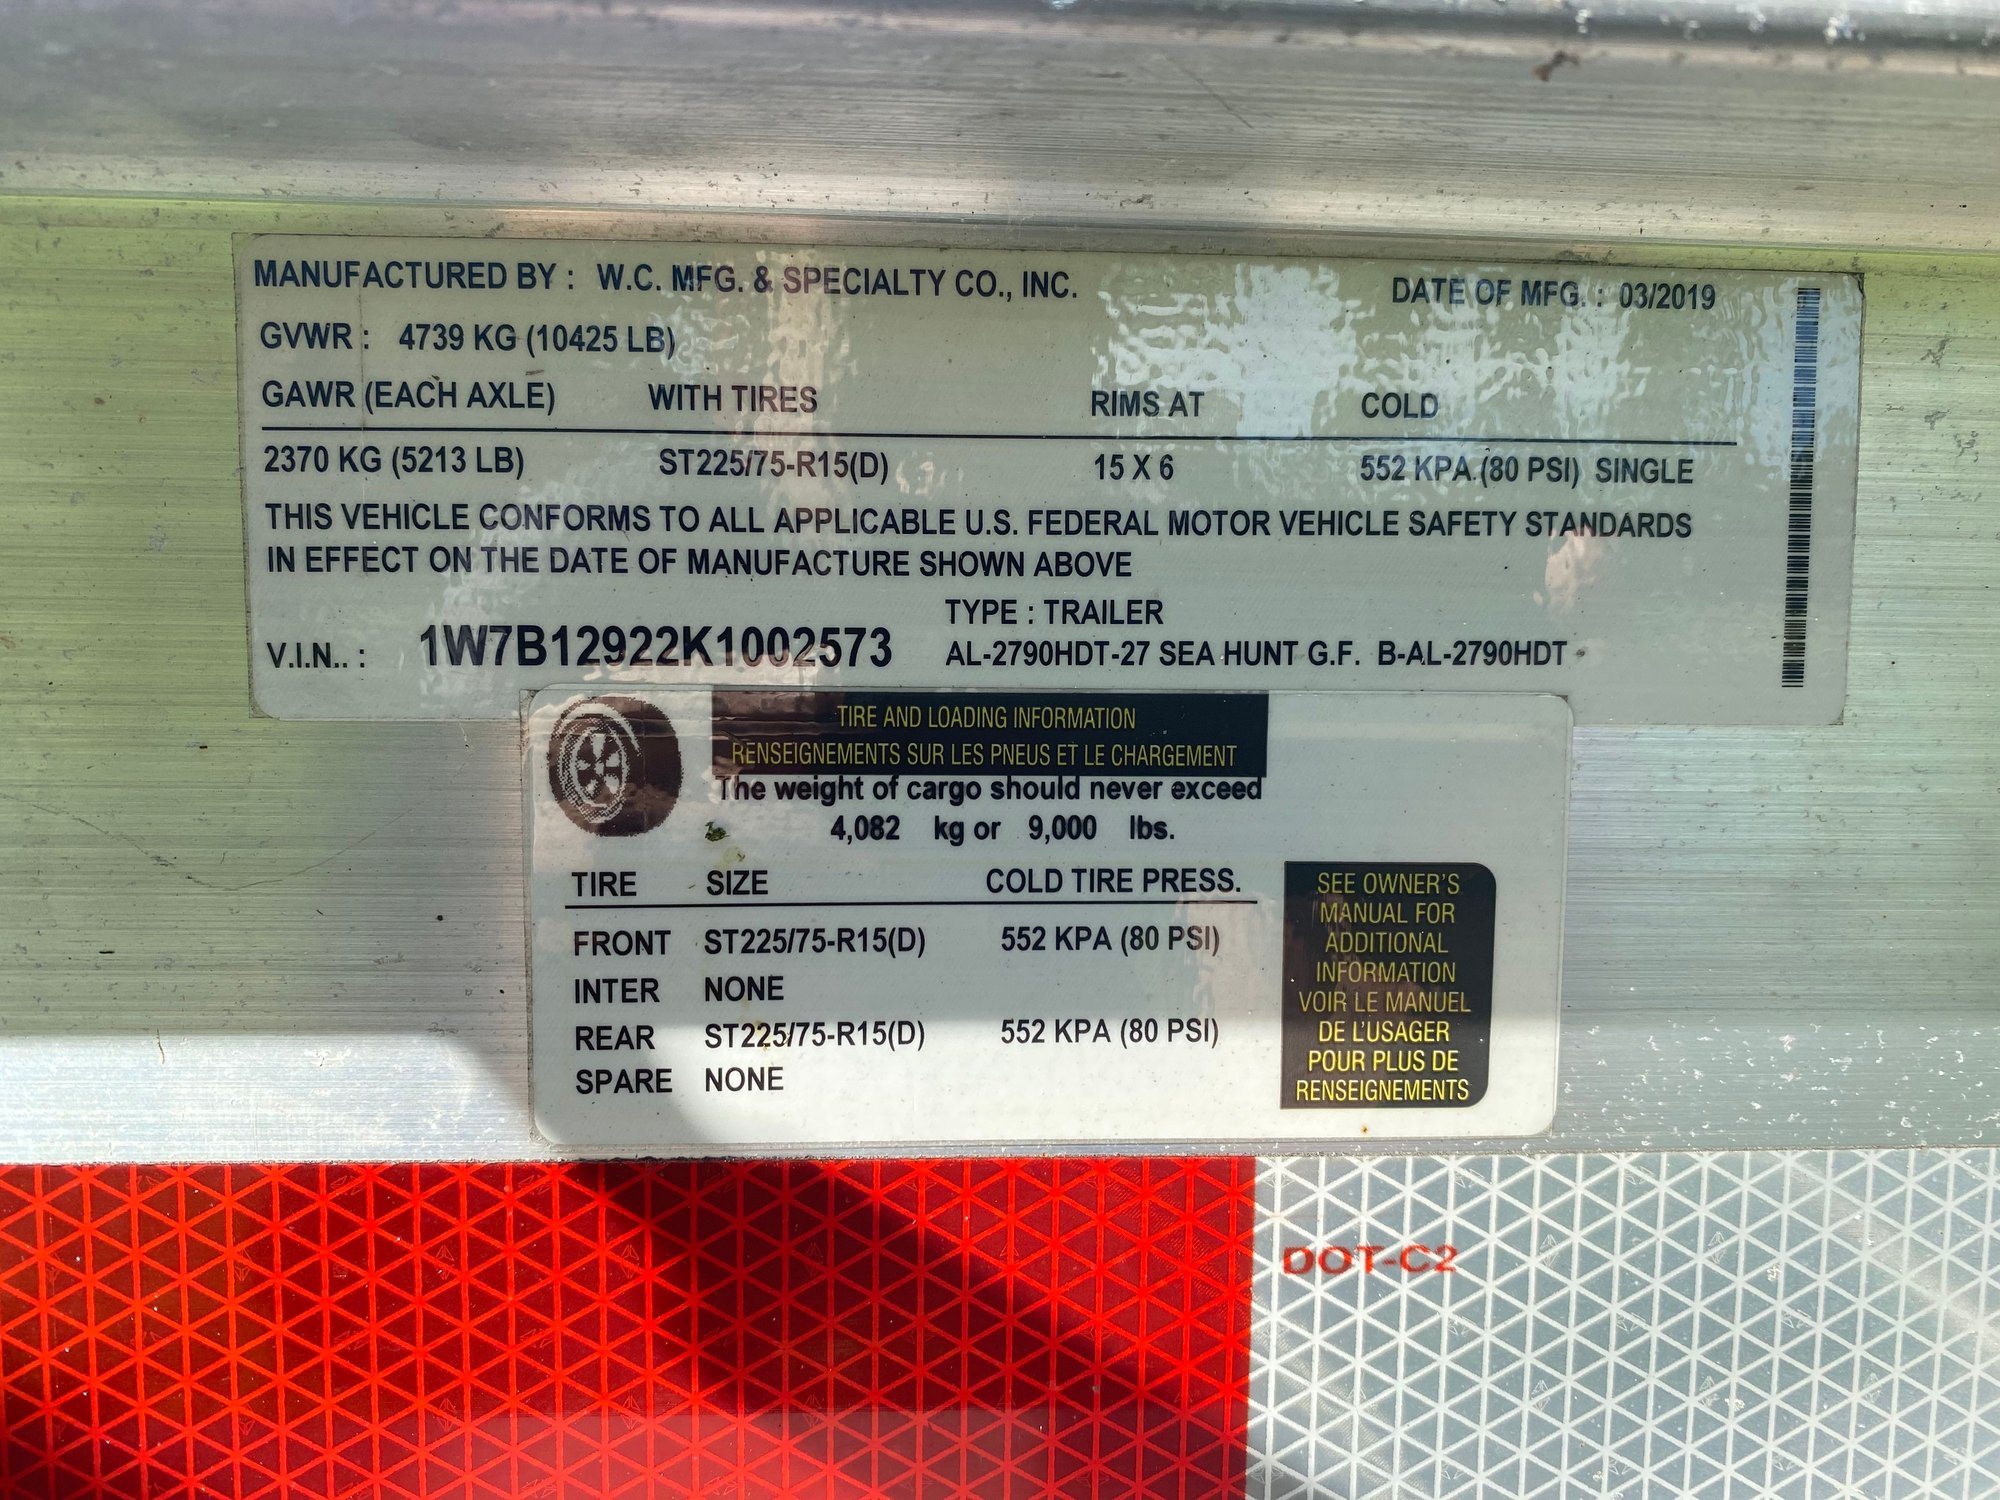 MANUFACTURED BY : W.C. MFG. & SPECIALTY CO., INC. DATE OF MFG. : 03/2019
GVWR : 4739 KG (10425 LB)
GAWR (EACH AXLE) WITH TIRES RIMS AT COLD
2370 KG (5213 LB) ST225/75-R15(D) 15 X 6 552 KPA (80 PSI) SINGLE
THIS VEHICLE CONFORMS TO ALL APPLICABLE U.S. FEDERAL MOTOR VEHICLE SAFETY STANDARDS
IN EFFECT ON THE DATE OF MANUFACTURE SHOWN ABOVE
TYPE : TRAILER
V.I.N.. : 1W7B12922K1002573 AL-2790HDT-27 SEA HUNT G.F. B-AL-2790HDT
TIRE AND LOADING INFORMATION
RENSEIGNEMENTS SUR LES PNEUS ET LE CHARGEMENT
The weight of cargo should never exceed
4,082 kg or 9,000 lbs.
TIRE SIZE COLD TIRE PRESS.
FRONT ST225/75-R15(D) 552 KPA (80 PSI)
INTER NONE
REAR ST225/75-R15(D) 552 KPA (80 PSI)
SPARE NONE
SEE OWNER'S
MANUAL FOR
ADDITIONAL
INFORMATION
VOIR LE MANUEL
DE L'USAGER
POUR PLUS DE
RENSEIGNEMENTS
DOT-C2